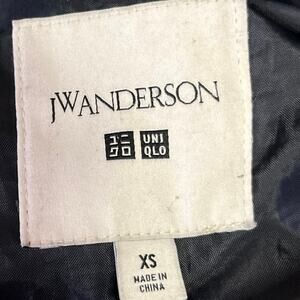 JWANDERSON
ユニ UNI
クロ QLO
XS
MADE IN
CHINA